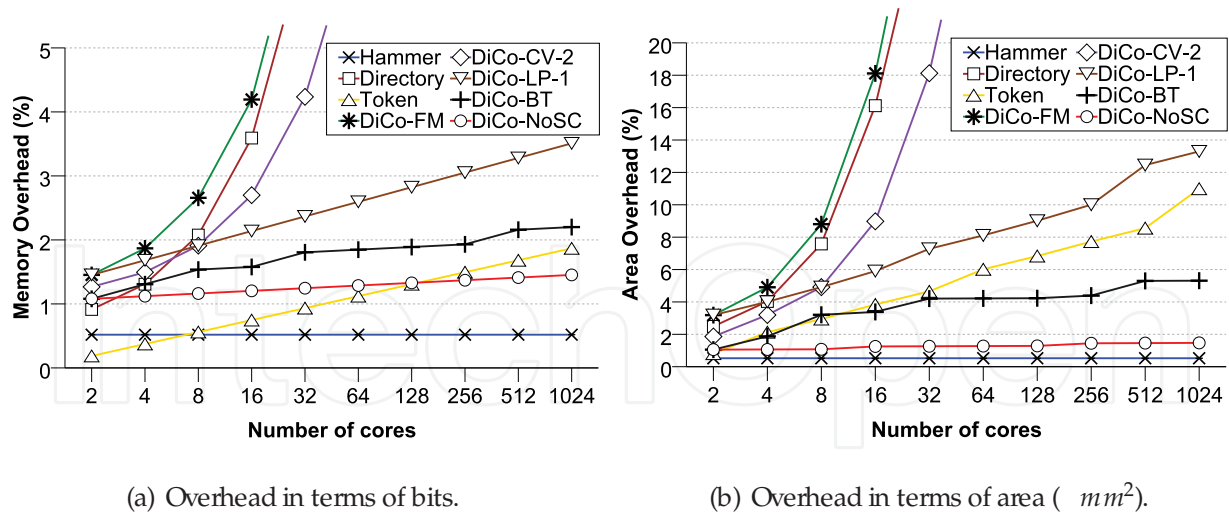 5
4
3
2
1
0
Memory Overhead (%)
Hammer
Directory
Token
DiCo-FM
DiCo-CV-2
DiCo-LP-1
DiCo-BT
DiCo-NoSC
2 4 8 16 32 64 128 256 512 1024
Number of cores
(a) Overhead in terms of bits.
20
18
16
14
12
10
8
6
4
2
0
Area Overhead (%)
Hammer
Directory
Token
DiCo-FM
DiCo-CV-2
DiCo-LP-1
DiCo-BT
DiCo-NoSC
2 4 8 16 32 64 128 256 512 1024
Number of cores
(b) Overhead in terms of area ( mm²).
IntechOpen